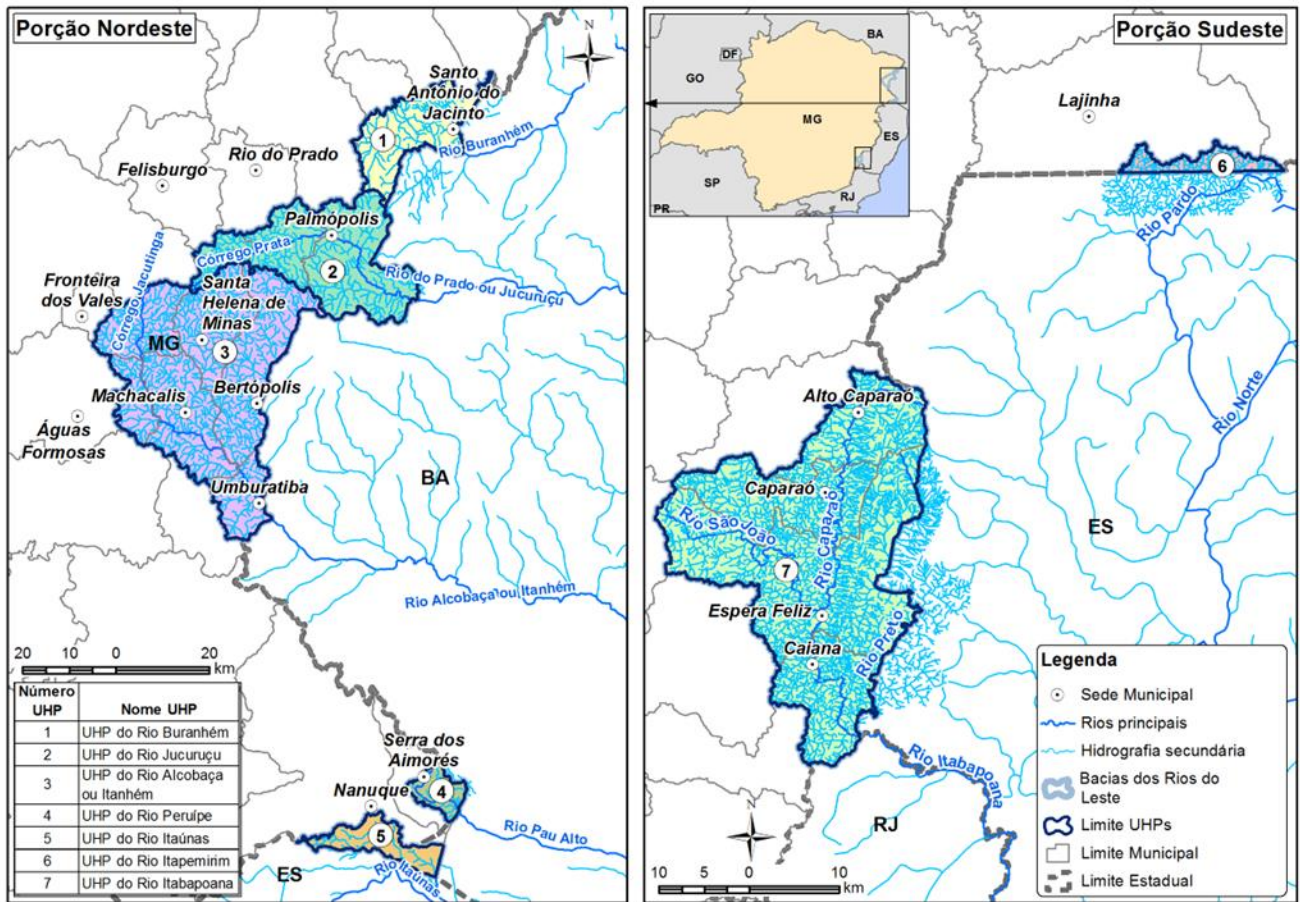 Porção Nordeste
N
Santo
Antônio do
Jacinto
1
Rio Buranhém
Rio do Prado
Felisburgo
Palmópolis
Córrego Prata
2
Rio do Prado ou Jucuruçu
Córrego Jacutinga
Fronteira
dos Vales
Santa
Helena de
Minas
MG
3
Machacalis
Bertópolis
Águas
Formosas
BA
Umburatiba
Rio Alcobaça ou Itanhém
20 10 0 20
km
Número
UHP
Nome UHP
1 UHP do Rio Buranhém
2 UHP do Rio Jucuruçu
3 UHP do Rio Alcobaça
ou Itanhém
4 UHP do Rio Peruípe
5 UHP do Rio Itaúnas
6 UHP do Rio Itapemirim
7 UHP do Rio Itabapoana
Serra dos
Aimorés
4
Nanuque
5
Rio Pau Alto
ES
Rio Itaúnas
Porção Sudeste
BA
DF
GO
MG
ES
SP
RJ
PR
Lajinha
6
Rio Pardo
Rio Norte
Alto Caparaó
Caparaó
Rio São João
Rio Caparaó
7
ES
Espera Feliz
Rio Preto
Caiana
Rio Itabapoana
RJ
N
10 5 0 10
km
Legenda
Sede Municipal
Rios principais
Hidrografia secundária
Bacias dos Rios do
Leste
Limite UHPs
Limite Municipal
Limite Estadual